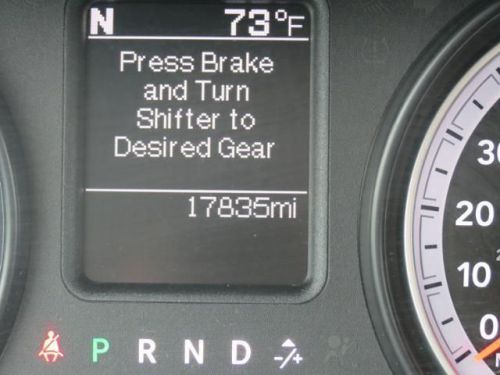 N 73°F
Press Brake
and Turn
Shifter to
Desired Gear
17835mi
30
20
10
0
P R N D -/+